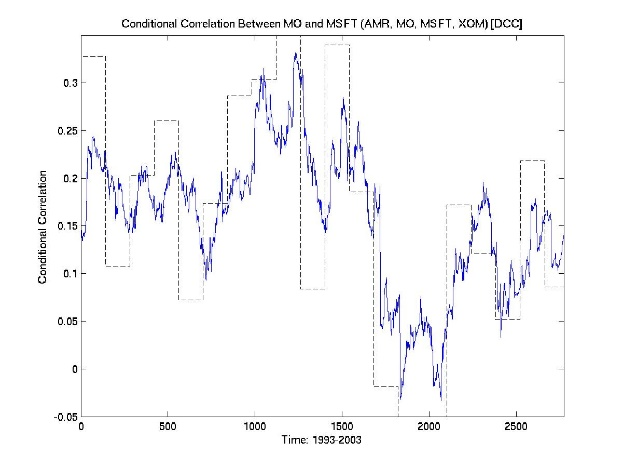 Conditional Correlation Between MO and MSFT (AMR, MO, MSFT, XOM) [DCC]
Conditional Correlation
0.3
0.25
0.2
0.15
0.1
0.05
0
-0.05
0 500 1000 1500 2000 2500
Time: 1993-2003